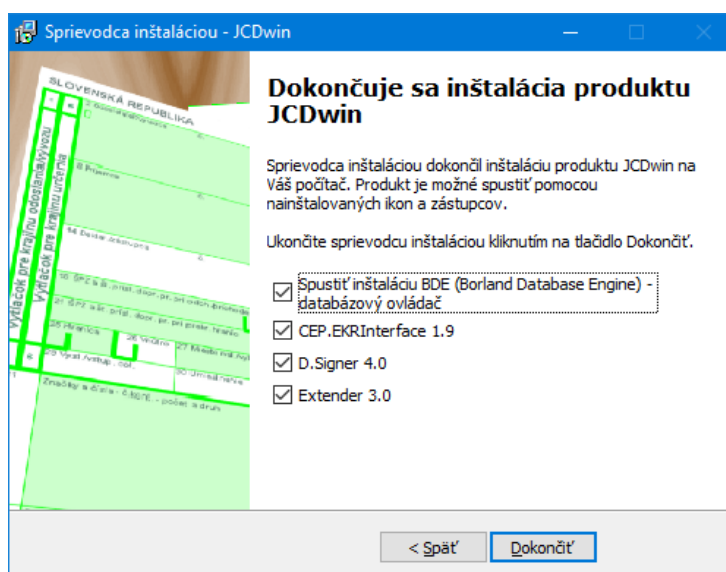 Sprievodca inštaláciou - JCDwin
SLOVENSKÁ REPUBLIKA
Vytlačok pre krajinu odoslania/vývozu
Vytlačok pre krajinu určenia
Dokončuje sa inštalácia produktu
JCDwin
Sprievodca inštaláciou dokončil inštaláciu produktu JCDwin na
Váš počítač. Produkt je možné spustiť pomocou
nainštalovaných ikon a zástupcov.
Ukončite sprievodcu inštaláciou kliknutím na tlačidlo Dokončiť.
Spustiť inštaláciu BDE (Borland Database Engine) -
databázový ovládač
CEP.EKRInterface 1.9
D.Signer 4.0
Extender 3.0
< Späť
Dokončiť